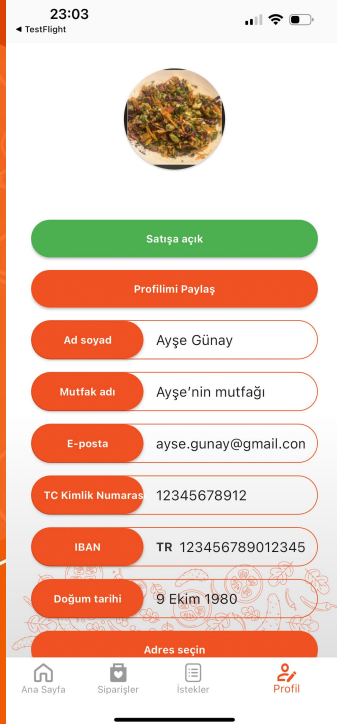 23:03
◀ TestFlight
Satışa açık
Profilimi Paylaş
Ad soyad Ayşe Günay
Mutfak adı Ayşe’nin mutfağı
E-posta ayse.gunay@gmail.con
TC Kimlik Numaras 12345678912
IBAN TR 123456789012345
Doğum tarihi 9 Ekim 1980
Adres seçin
Ana Sayfa Siparişler İstekler Profil